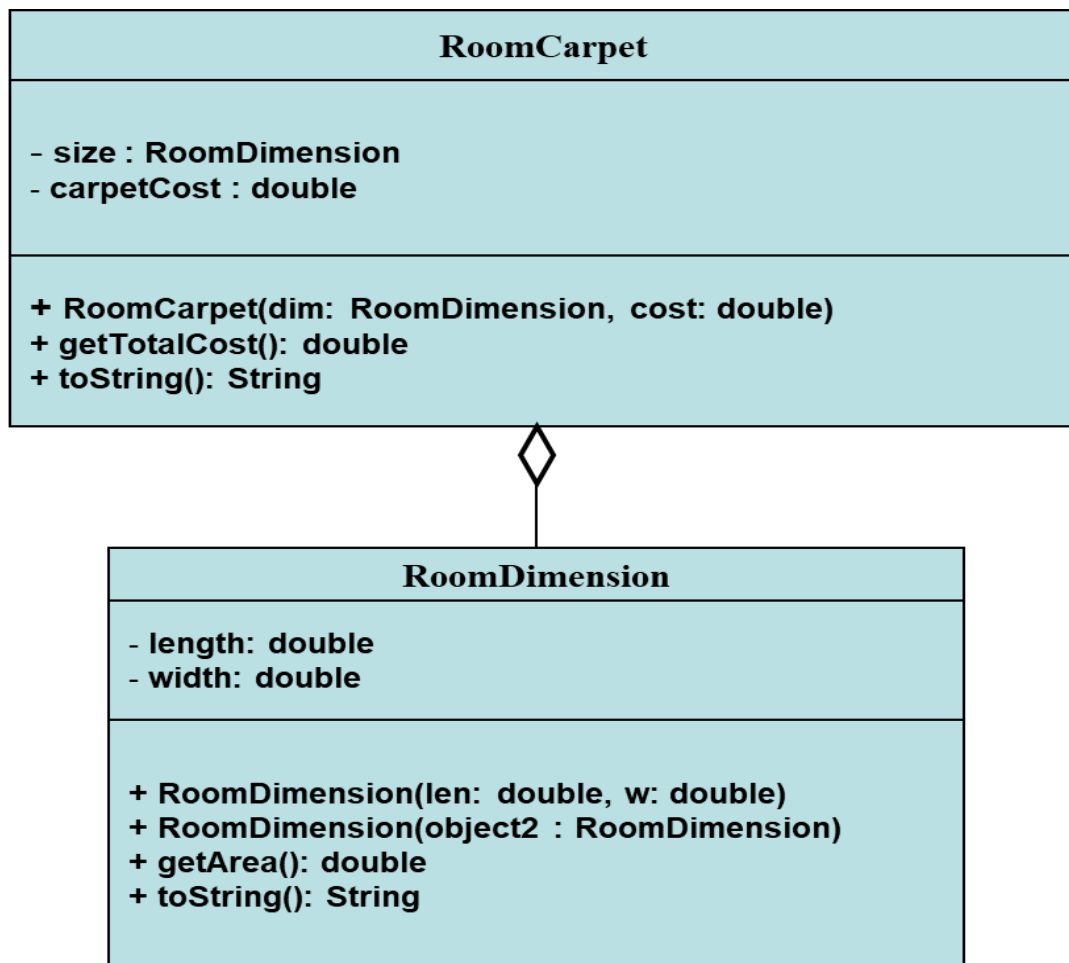 RoomCarpet
- size : RoomDimension
- carpetCost : double
+ RoomCarpet(dim: RoomDimension, cost: double)
+ getTotalCost(): double
+ toString(): String
RoomDimension
- length: double
- width: double
+ RoomDimension(len: double, w: double)
+ RoomDimension(object2 : RoomDimension)
+ getArea(): double
+ toString(): String